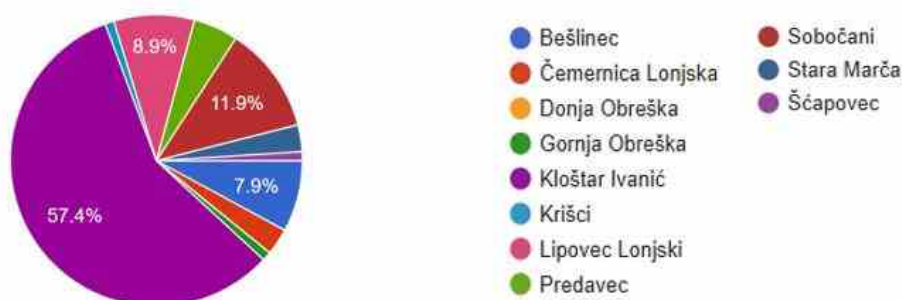 8.9%
11.9%
7.9%
57.4%
Bešlinec
Čemernica Lonjska
Donja Obreška
Gornja Obreška
Kloštar Ivanić
Krišci
Lipovec Lonjski
Predavec
Sobočani
Stara Marča
Šćapovec